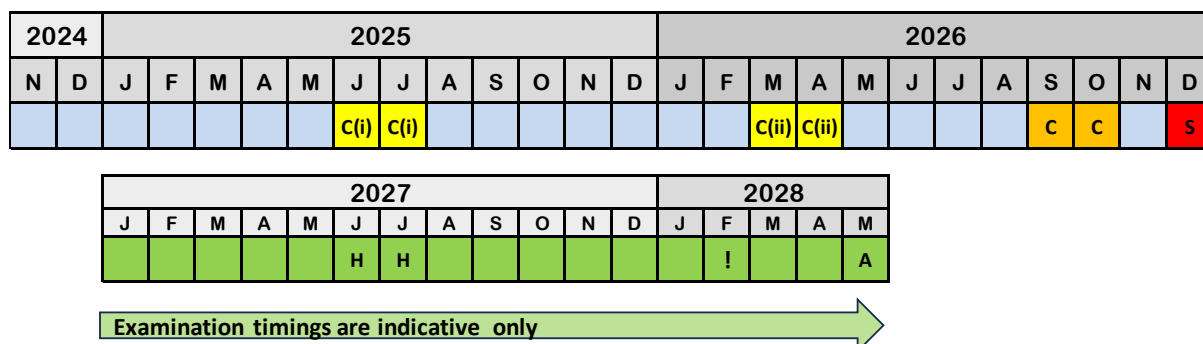 2024 2025 2026
N D J F M A M J J A S O N D J F M A M J J A S O N D
C(i) C(i) C(ii) C(ii) C C S
2027 2028
J F M A M J J A S O N D J F M A M
H H ! A
Examination timings are indicative only